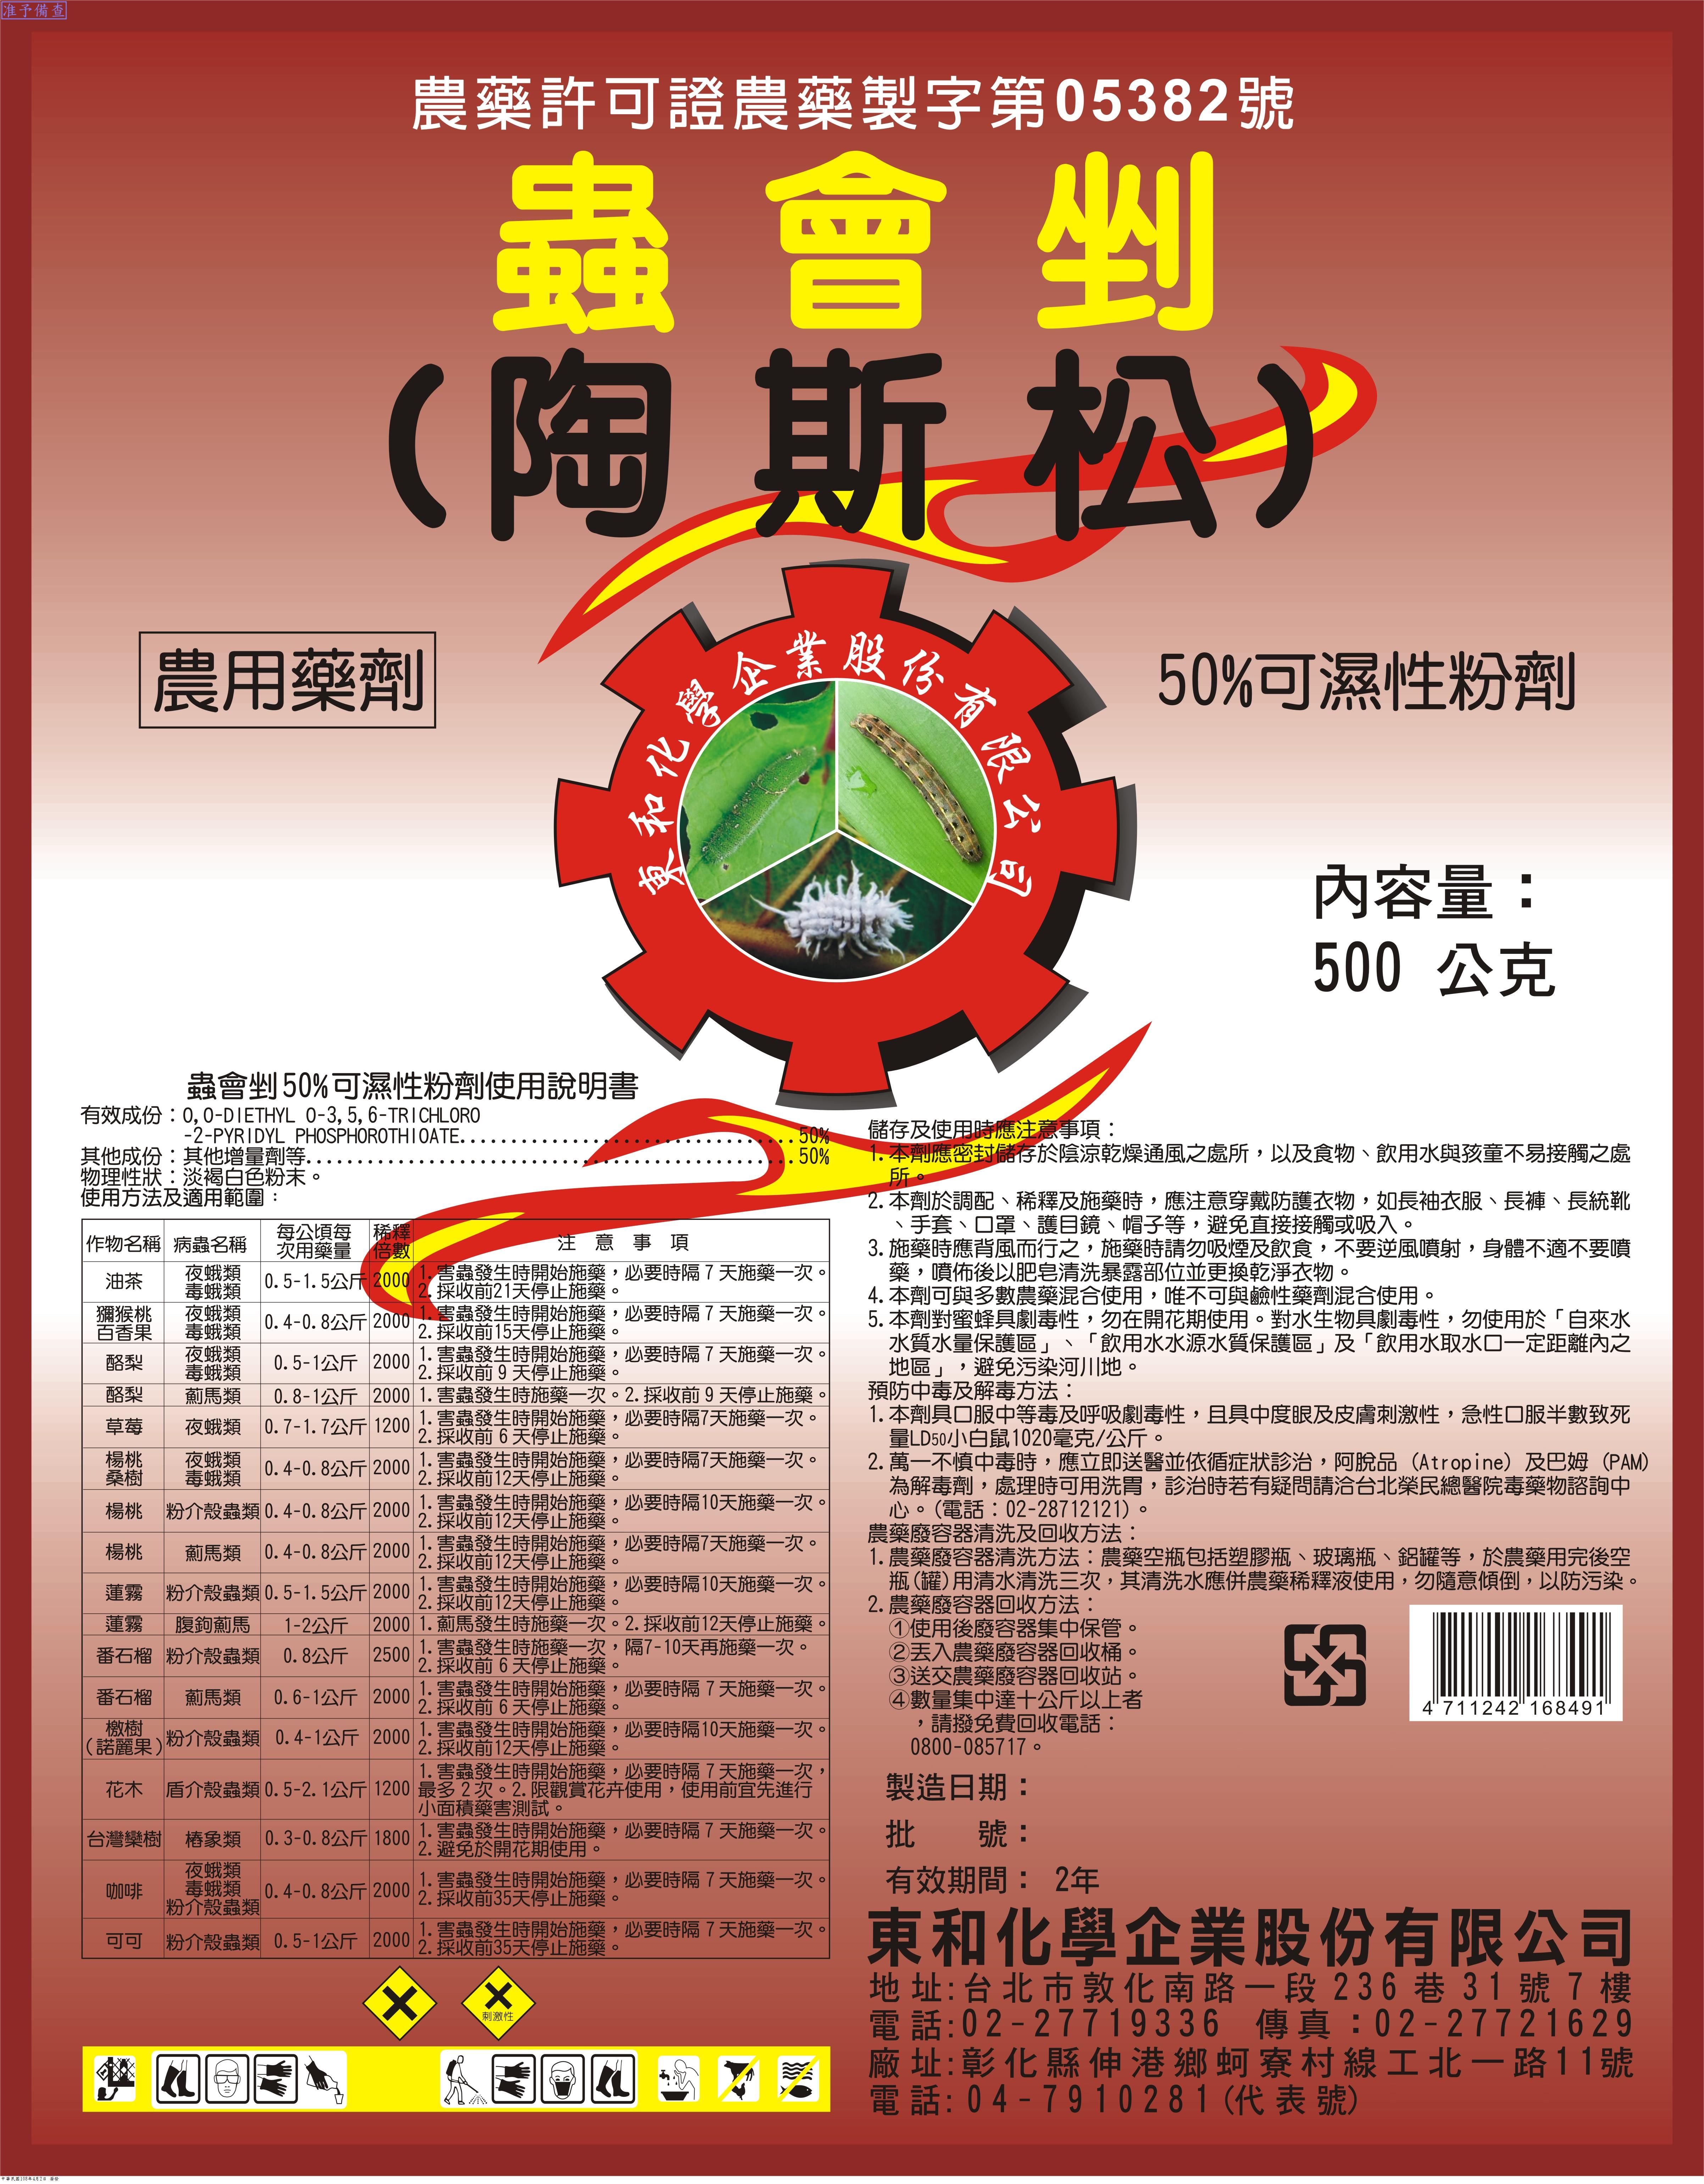 准予備查
農藥許可證農藥製字第05382號
蟲會剉
(陶斯松)
農用藥劑
50%可濕性粉劑
東和化學企業股份有限公司
內容量：
500 公克
蟲會剉50%可濕性粉劑使用說明書
有效成份：O,O-DIETHYL O-3,5,6-TRICHLORO
-2-PYRIDYL PHOSPHOROTHIOATE.................................50%
其他成份：其他增量劑等................................................50%
物理性狀：淡褐白色粉末。
使用方法及適用範圍：
作物名稱 病蟲名稱 每公頃每次用藥量 稀釋倍數 注意事項
油茶 夜蛾類 毒蛾類 0.5-1.5公斤 2000 1.害蟲發生時開始施藥，必要時隔7天施藥一次。
2.採收前21天停止施藥。
獼猴桃 百香果 夜蛾類 毒蛾類 0.4-0.8公斤 2000 1.害蟲發生時開始施藥，必要時隔7天施藥一次。
2.採收前15天停止施藥。
酪梨 夜蛾類 毒蛾類 0.5-1公斤 2000 1.害蟲發生時開始施藥，必要時隔7天施藥一次。
2.採收前9天停止施藥。
酪梨 薊馬類 0.8-1公斤 2000 1.害蟲發生時施藥一次。2.採收前9天停止施藥。
草莓 夜蛾類 0.7-1.7公斤 1200 1.害蟲發生時開始施藥，必要時隔7天施藥一次。
2.採收前6天停止施藥。
楊桃 桑樹 夜蛾類 毒蛾類 0.4-0.8公斤 2000 1.害蟲發生時開始施藥，必要時隔7天施藥一次。
2.採收前12天停止施藥。
楊桃 粉介殼蟲類 0.4-0.8公斤 2000 1.害蟲發生時開始施藥，必要時隔10天施藥一次。
2.採收前12天停止施藥。
楊桃 薊馬類 0.4-0.8公斤 2000 1.害蟲發生時開始施藥，必要時隔7天施藥一次。
2.採收前12天停止施藥。
蓮霧 粉介殼蟲類 0.5-1.5公斤 2000 1.害蟲發生時開始施藥，必要時隔10天施藥一次。
2.採收前12天停止施藥。
蓮霧 腹鉤薊馬 1-2公斤 2000 1.薊馬發生時施藥一次。2.採收前12天停止施藥。
番石榴 粉介殼蟲類 0.8公斤 2500 1.害蟲發生時施藥一次，隔7-10天再施藥一次。
2.採收前6天停止施藥。
番石榴 薊馬類 0.6-1公斤 2000 1.害蟲發生時開始施藥，必要時隔7天施藥一次。
2.採收前6天停止施藥。
檄樹(諾麗果) 粉介殼蟲類 0.4-1公斤 2000 1.害蟲發生時開始施藥，必要時隔10天施藥一次。
2.採收前12天停止施藥。
花木 盾介殼蟲類 0.5-2.1公斤 1200 1.害蟲發生時開始施藥，必要時隔7天施藥一次，
最多2次。2.限觀賞花卉使用，使用前宜先進行
小面積藥害測試。
台灣欒樹 椿象類 0.3-0.8公斤 1800 1.害蟲發生時開始施藥，必要時隔7天施藥一次。
2.避免於開花期使用。
咖啡 夜蛾類 毒蛾類 粉介殼蟲類 0.4-0.8公斤 2000 1.害蟲發生時開始施藥，必要時隔7天施藥一次。
2.採收前35天停止施藥。
可可 粉介殼蟲類 0.5-1公斤 2000 1.害蟲發生時開始施藥，必要時隔7天施藥一次。
2.採收前35天停止施藥。
刺激性
儲存及使用時應注意事項：
1.本劑應密封儲存於陰涼乾燥通風之處所，以及食物、飲用水與孩童不易接觸之處
所。
2.本劑於調配、稀釋及施藥時，應注意穿戴防護衣物，如長袖衣服、長褲、長統靴
、手套、口罩、護目鏡、帽子等，避免直接接觸或吸入。
3.施藥時應背風而行之，施藥時請勿吸煙及飲食，不要逆風噴射，身體不適不要噴
藥，噴佈後以肥皂清洗暴露部位並更換乾淨衣物。
4.本劑可與多數農藥混合使用，唯不可與鹼性藥劑混合使用。
5.本劑對蜜蜂具劇毒性，勿在開花期使用。對水生物具劇毒性，勿使用於「自來水
水質水量保護區」、「飲用水水源水質保護區」及「飲用水取水口一定距離內之
地區」，避免污染河川地。
預防中毒及解毒方法：
1.本劑具口服中等毒及呼吸劇毒性，且具中度眼及皮膚刺激性，急性口服半數致死
量LD50小白鼠1020毫克/公斤。
2.萬一不慎中毒時，應立即送醫並依循症狀診治，阿脫品（Atropine）及巴姆（PAM）
為解毒劑，處理時可用洗胃，診治時若有疑問請洽台北榮民總醫院毒藥物諮詢中
心。(電話：02-28712121)。
農藥廢容器清洗及回收方法：
1.農藥廢容器清洗方法：農藥空瓶包括塑膠瓶、玻璃瓶、鋁罐等，於農藥用完後空
瓶(罐)用清水清洗三次，其清洗水應併農藥稀釋液使用，勿隨意傾倒，以防污染。
2.農藥廢容器回收方法：
①使用後廢容器集中保管。
②丟入農藥廢容器回收桶。
③送交農藥廢容器回收站。
④數量集中達十公斤以上者
，請撥免費回收電話：
0800-085717。
4 711242 168491
製造日期：
批　　號：
有效期間： 2年
東和化學企業股份有限公司
地址:台北市敦化南路一段236巷31號7樓
電話:02-27719336 傳真：02-27721629
廠址:彰化縣伸港鄉蚵寮村線工北一路11號
電話:04-7910281(代表號)